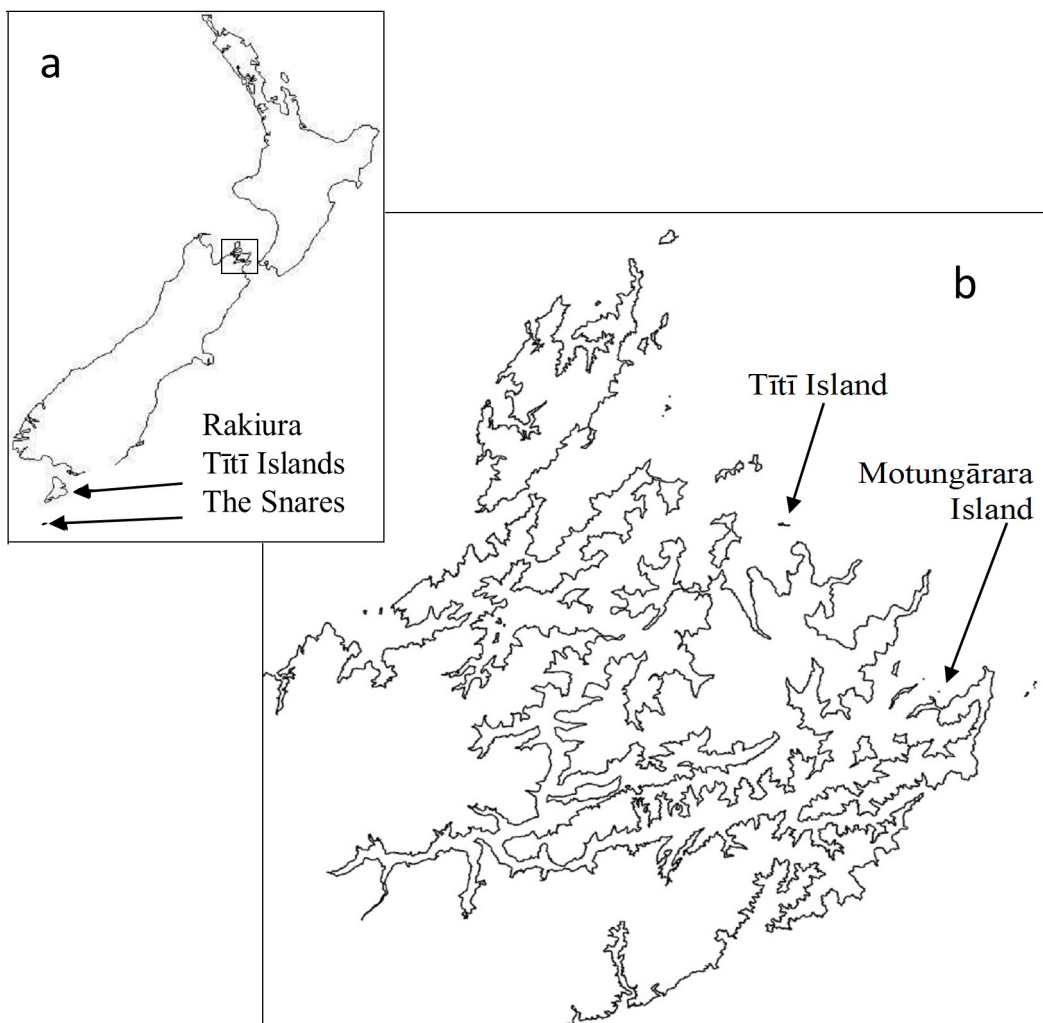 a
Rakiura
Tītī Islands
The Snares
b
Tītī Island
Motungārara
Island